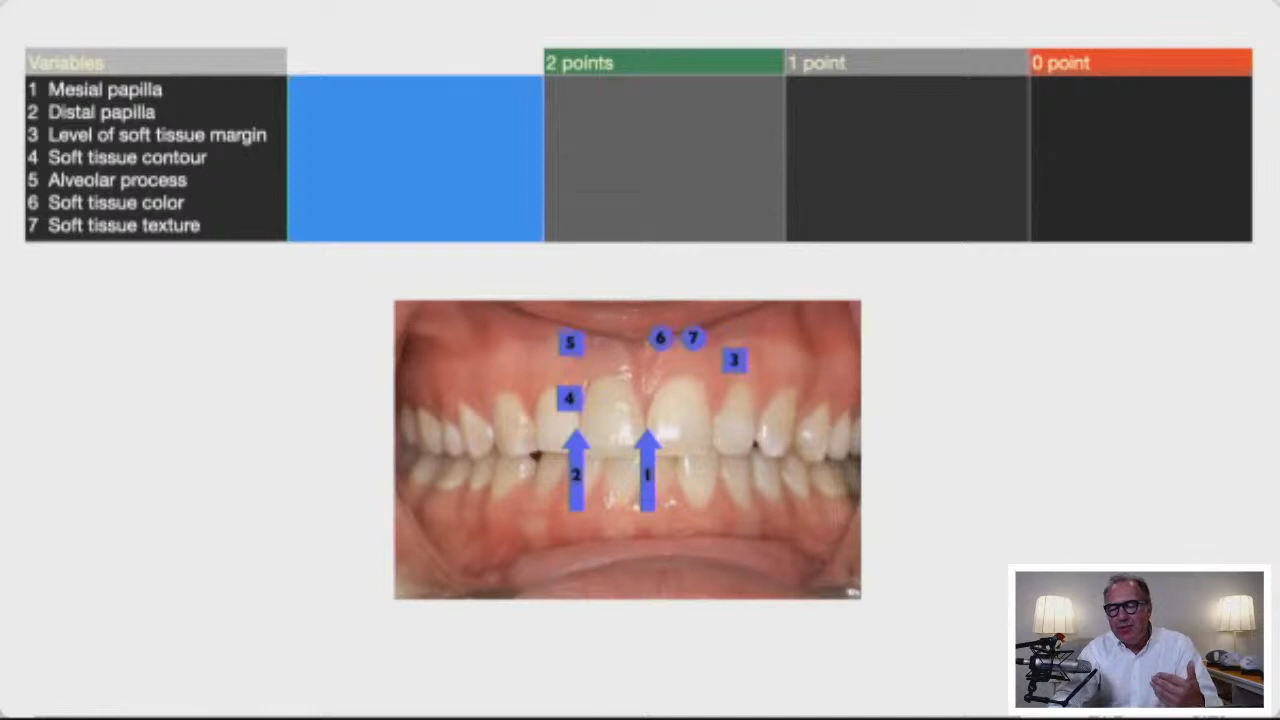 Variables
2 points
1 point
0 point
1 Mesial papilla
2 Distal papilla
3 Level of soft tissue margin
4 Soft tissue contour
5 Alveolar process
6 Soft tissue color
7 Soft tissue texture
5
6
7
3
4
2
1